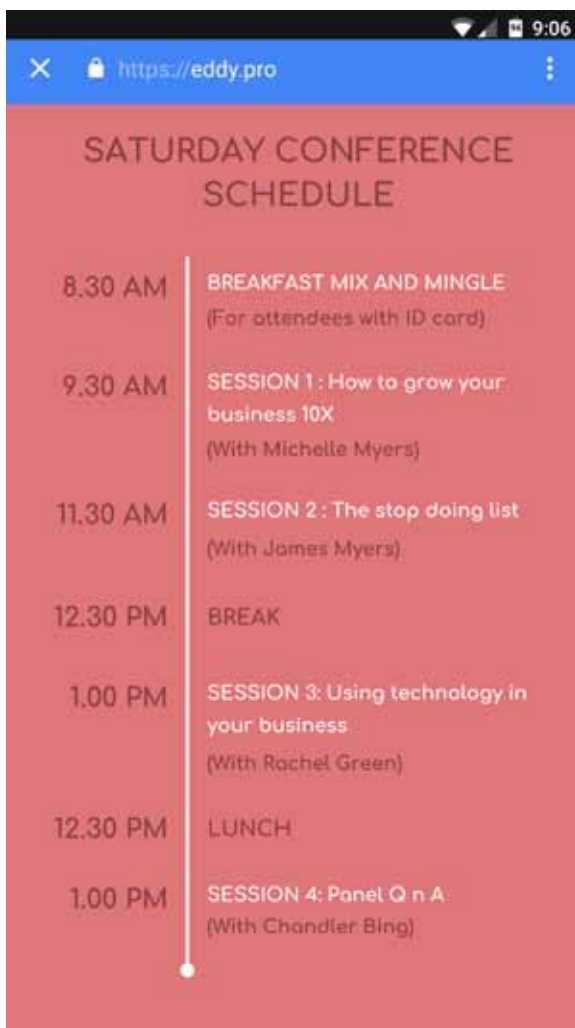 94 9:06
https://eddy.pro
SATURDAY CONFERENCE
SCHEDULE
8.30 AM BREAKFAST MIX AND MINGLE
(For attendees with ID card)
9.30 AM SESSION 1 : How to grow your
business 10X
(With Michelle Myers)
11.30 AM SESSION 2 : The stop doing list
(With James Myers)
12.30 PM BREAK
1.00 PM SESSION 3: Using technology in
your business
(With Rachel Green)
12.30 PM LUNCH
1.00 PM SESSION 4: Panel Q n A
(With Chandler Bing)